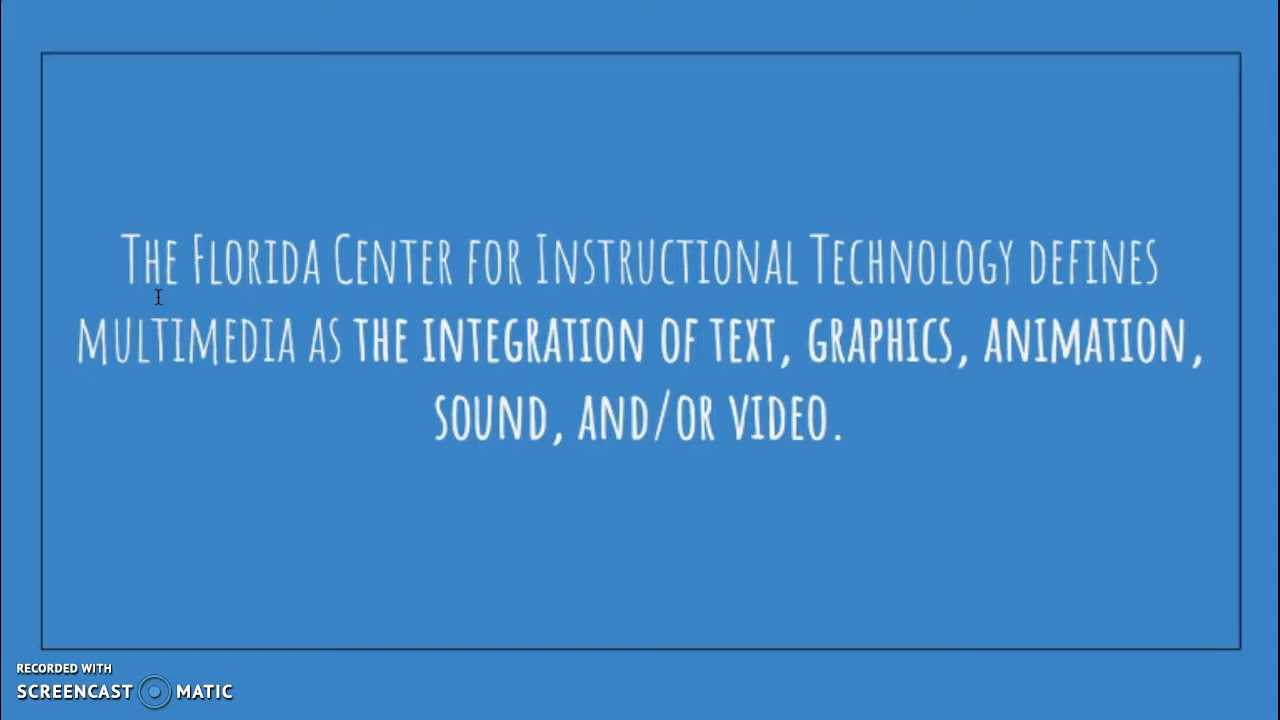 The Florida Center for Instructional Technology defines
multimedia as the integration of text, graphics, animation,
sound, and/or video.
RECORDED WITH
SCREENCAST MATIC